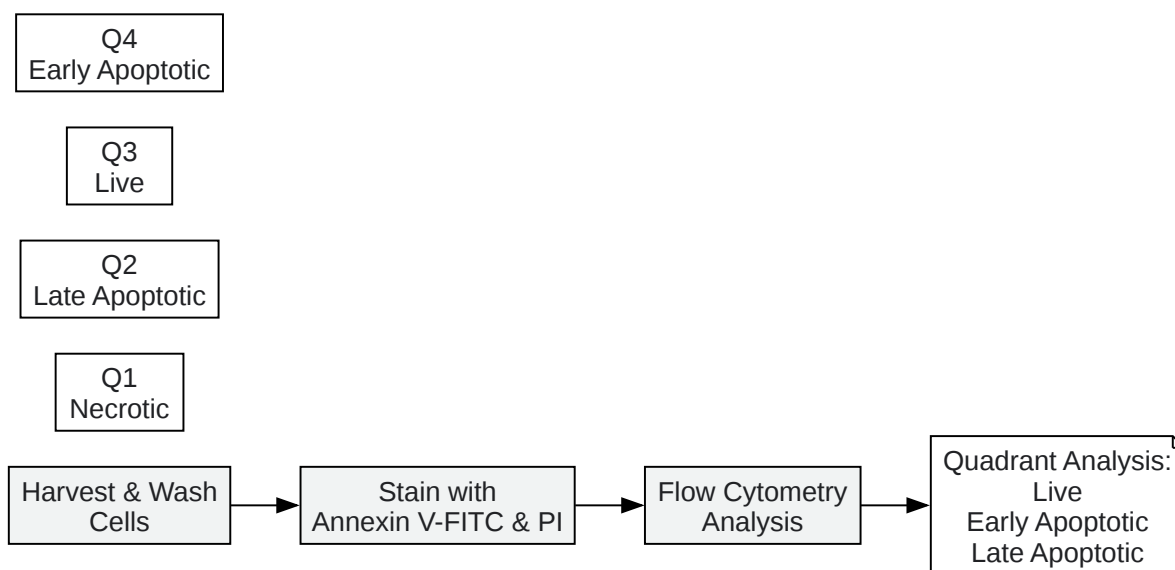 Q4
Early Apoptotic
Q3
Live
Q2
Late Apoptotic
Q1
Necrotic
Harvest & Wash
Cells
Stain with
Annexin V-FITC & PI
Flow Cytometry
Analysis
Quadrant Analysis:
Live
Early Apoptotic
Late Apoptotic